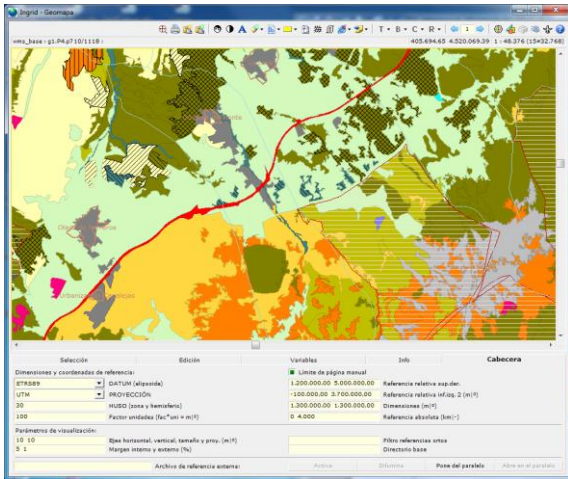 Ingrid - Geomapa
T · B · C · R · 1
wms_base : g1.P4.p710/1118 : 405.694.65 4.520.069.39 1 : 48.376 (15=32.768)
Selección Edición Variables Info Cabecera
Dimensiones y coordenadas de referencia: Límite de página manual
ETRS89 DATUM (elipsoide) 1.200.000.00 5.000.000.00 Referencia relativa sup.der.
UTM PROYECCIÓN -100.000.00 3.700.000.00 Referencia relativa inf.izq. 2 (m|º)
30 HUSO (zona y hemisferio) 1.300.000.00 1.300.000.00 Dimensiones (m|º)
100 Factor unidades (fac*uni = m|º) 0 4.000 Referencia absoluta (km|-)
Parámetros de visualización:
10 10 Ejes horizontal, vertical, tamaño y proy. (m|º) Filtro referencias ortos
5 1 Margen interno y externo (%) Directorio base
Archivo de referencia externa: Activa Difumina Pone del paralelo Abre en el paralelo